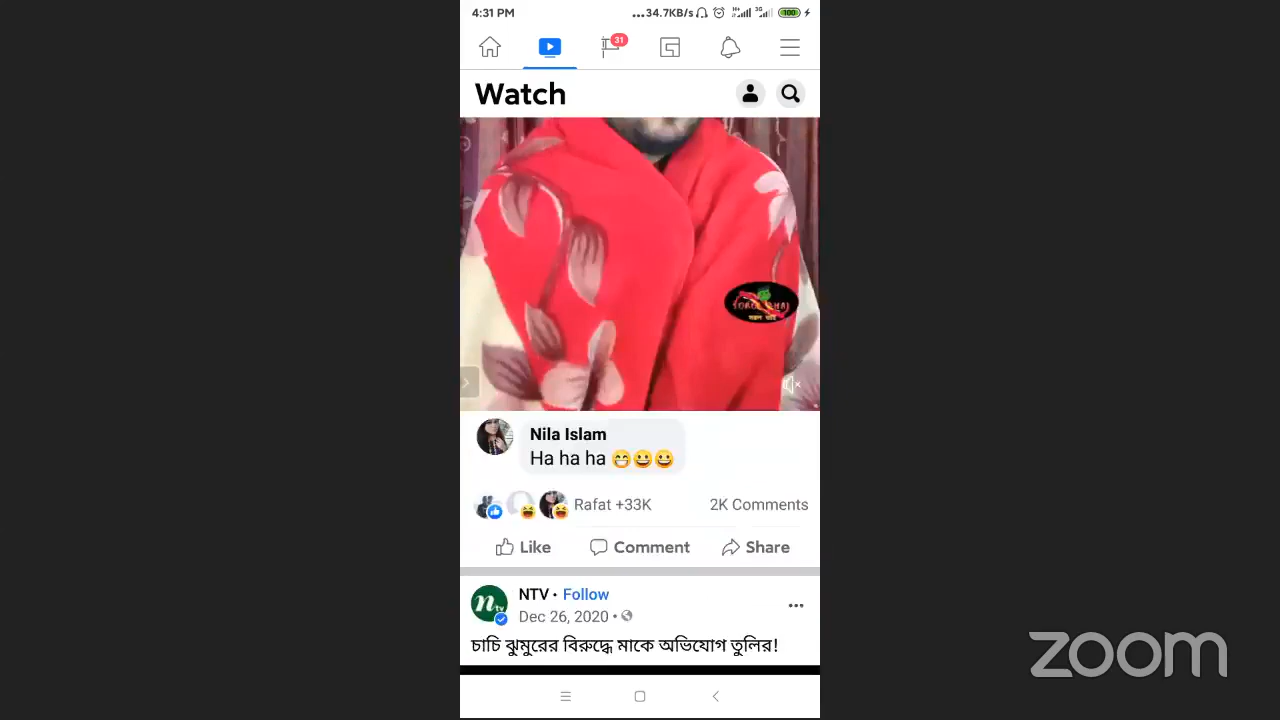 4:31 PM
...34.7KB/s
H+
3G
100
31
Watch
Nila Islam
Ha ha ha 😁😀😀
Rafat +33K
2K Comments
Like
Comment
Share
NTV • Follow
Dec 26, 2020 •
চাচি ঝুমুরের বিরুদ্ধে মাকে অভিযোগ তুলির!
zoom